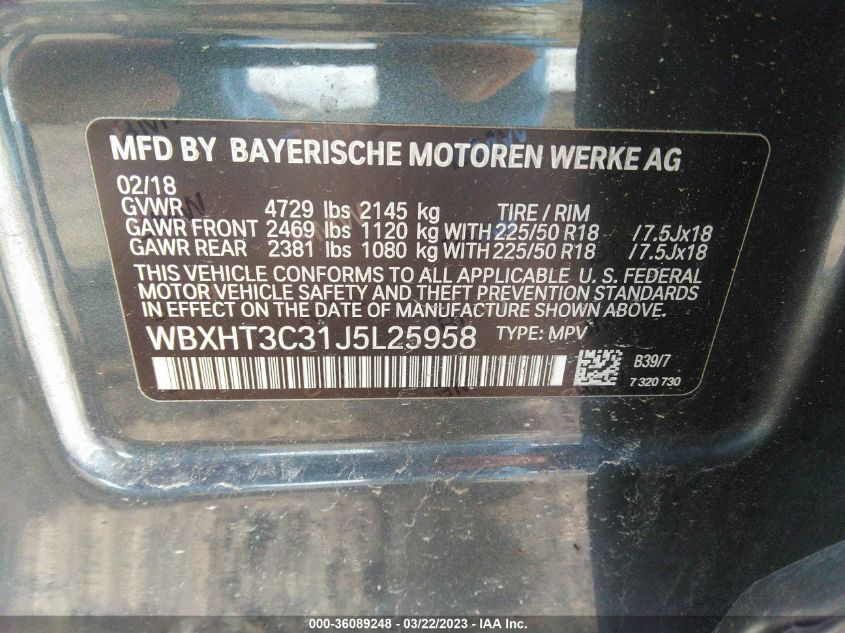 MFD BY BAYERISCHE MOTOREN WERKE AG
02/18
GVWR 4729 lbs 2145 kg TIRE / RIM
GAWR FRONT 2469 lbs 1120 kg WITH 225/50 R18 /7.5Jx18
GAWR REAR 2381 lbs 1080 kg WITH 225/50 R18 /7.5Jx18
THIS VEHICLE CONFORMS TO ALL APPLICABLE U. S. FEDERAL
MOTOR VEHICLE SAFETY AND THEFT PREVENTION STANDARDS
IN EFFECT ON THE DATE OF MANUFACTURE SHOWN ABOVE.
WBXHT3C31J5L25958 TYPE: MPV
B39/7
7 320 730
000-36089248 - 03/22/2023 - IAA Inc.